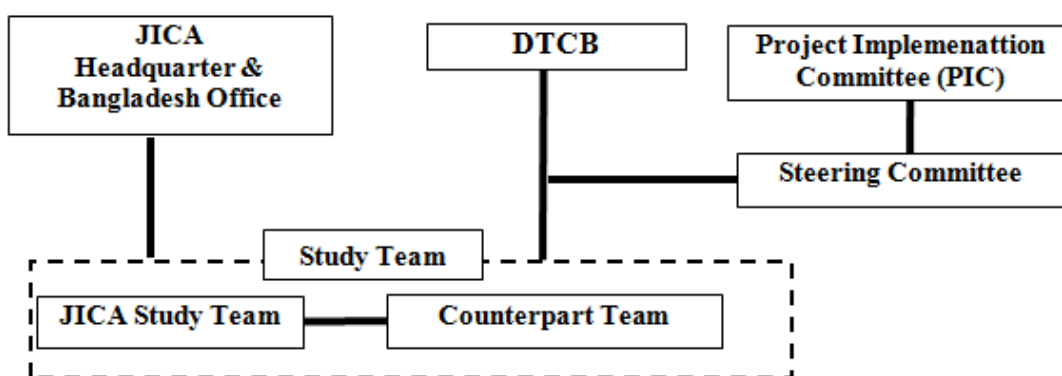 JICA
Headquarter &
Bangladesh Office
DTCB
Project Implemenattion
Committee (PIC)
Steering Committee
Study Team
JICA Study Team
Counterpart Team